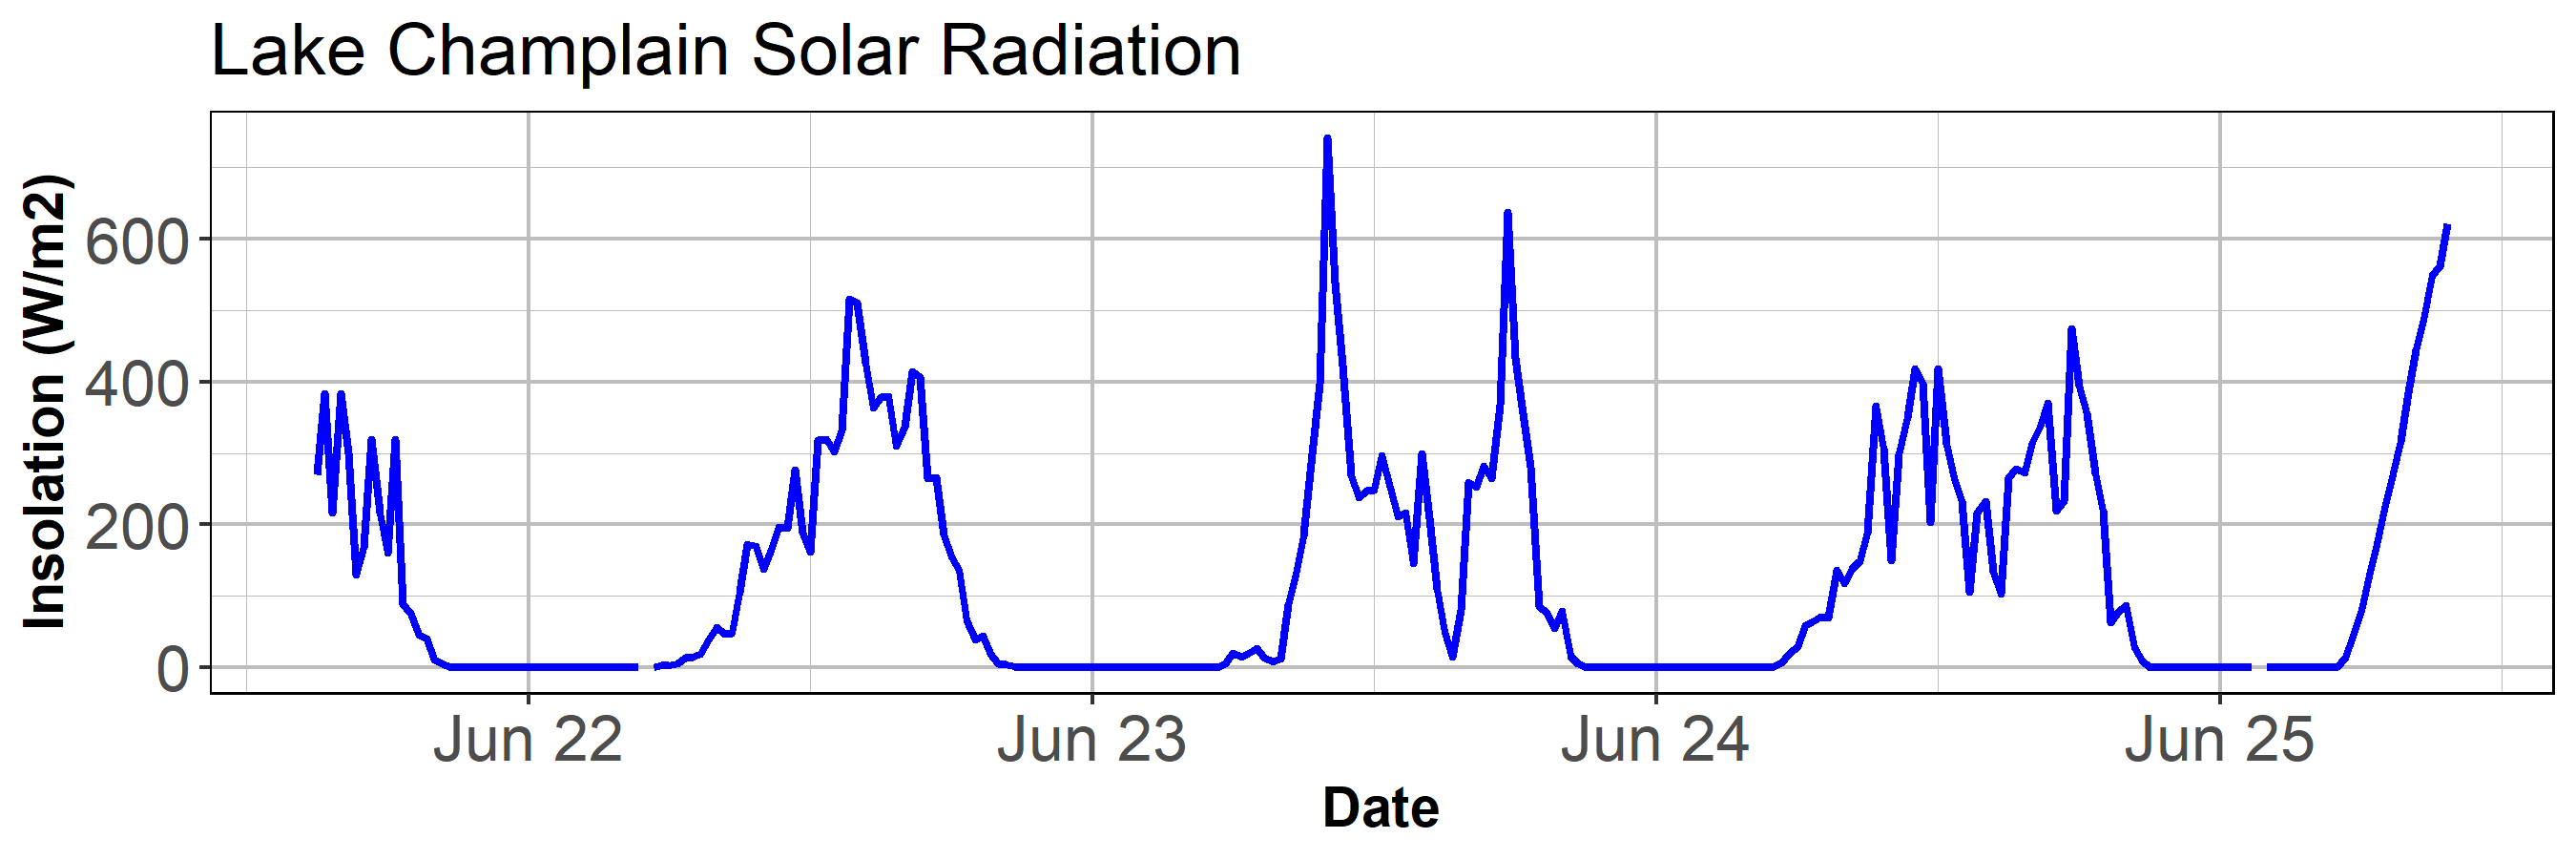 Lake Champlain Solar Radiation
Insolation (W/m2)
600
400
200
0
Jun 22
Jun 23
Jun 24
Jun 25
Date